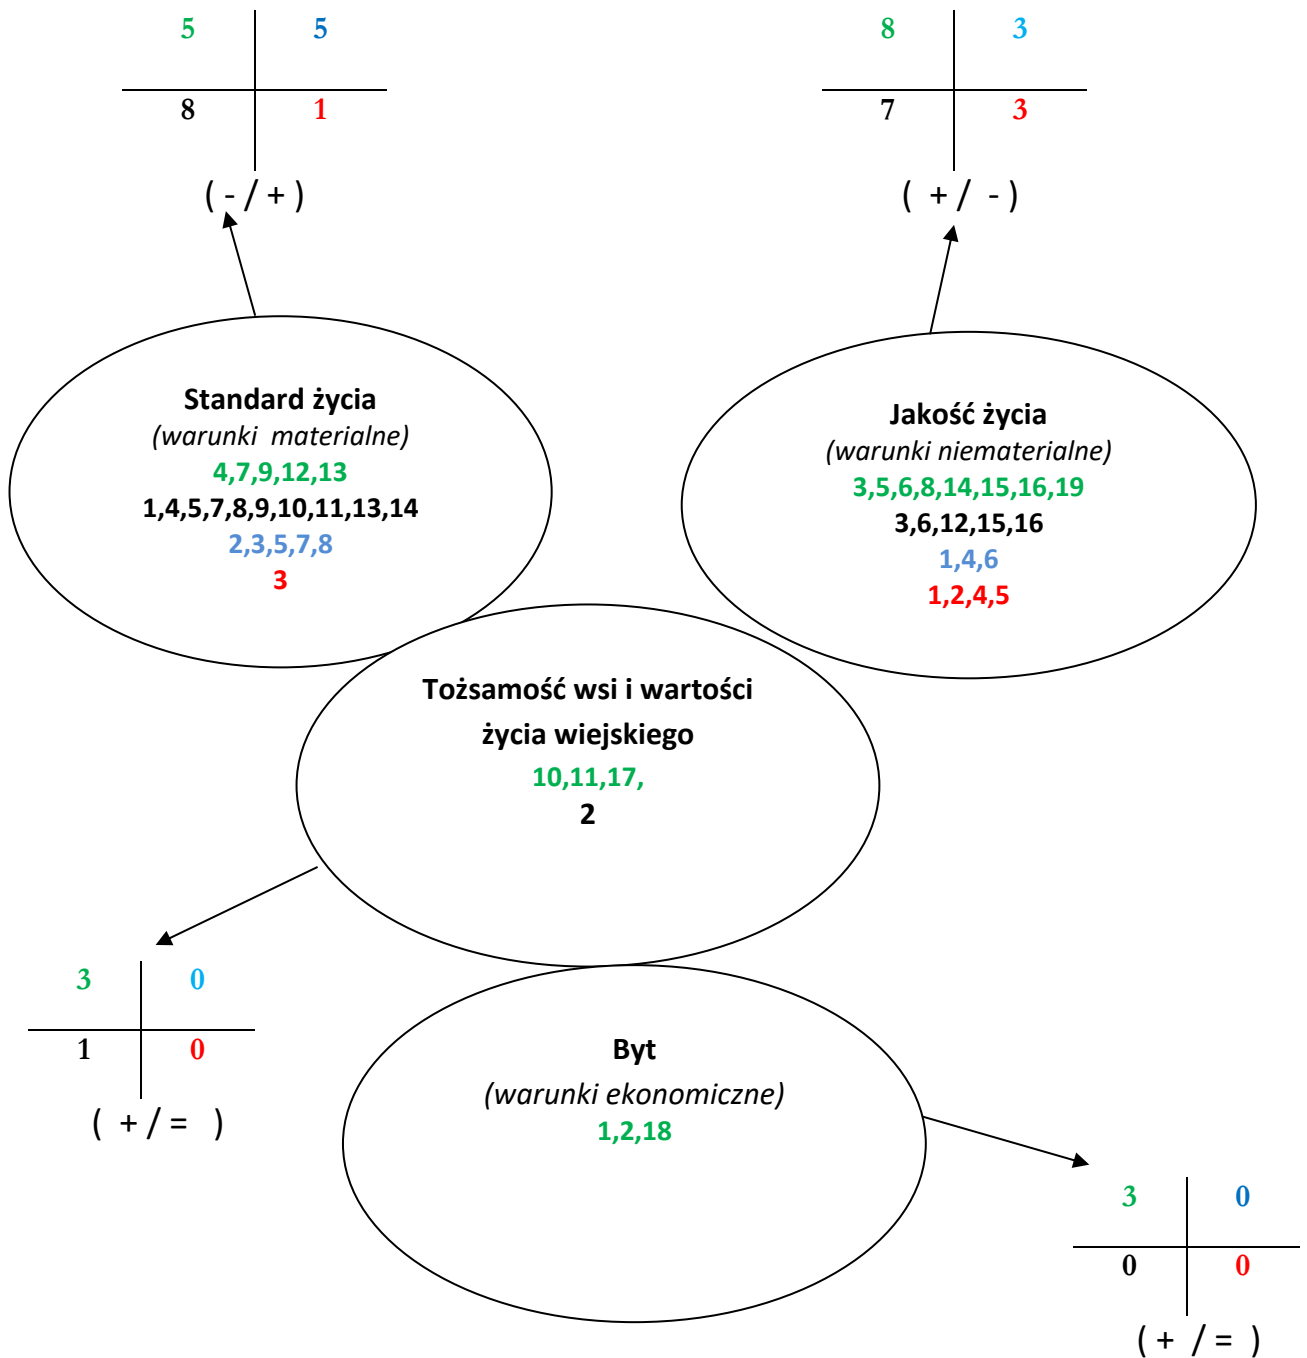 5 5
8 1
( - / + )
8 3
7 3
( + / - )
Standard życia
(warunki materialne)
4,7,9,12,13
1,4,5,7,8,9,10,11,13,14
2,3,5,7,8
3
Jakość życia
(warunki niematerialne)
3,5,6,8,14,15,16,19
3,6,12,15,16
1,4,6
1,2,4,5
Tożsamość wsi i wartości
życia wiejskiego
10,11,17,
2
3 0
1 0
( + / = )
Byt
(warunki ekonomiczne)
1,2,18
3 0
0 0
( + / = )